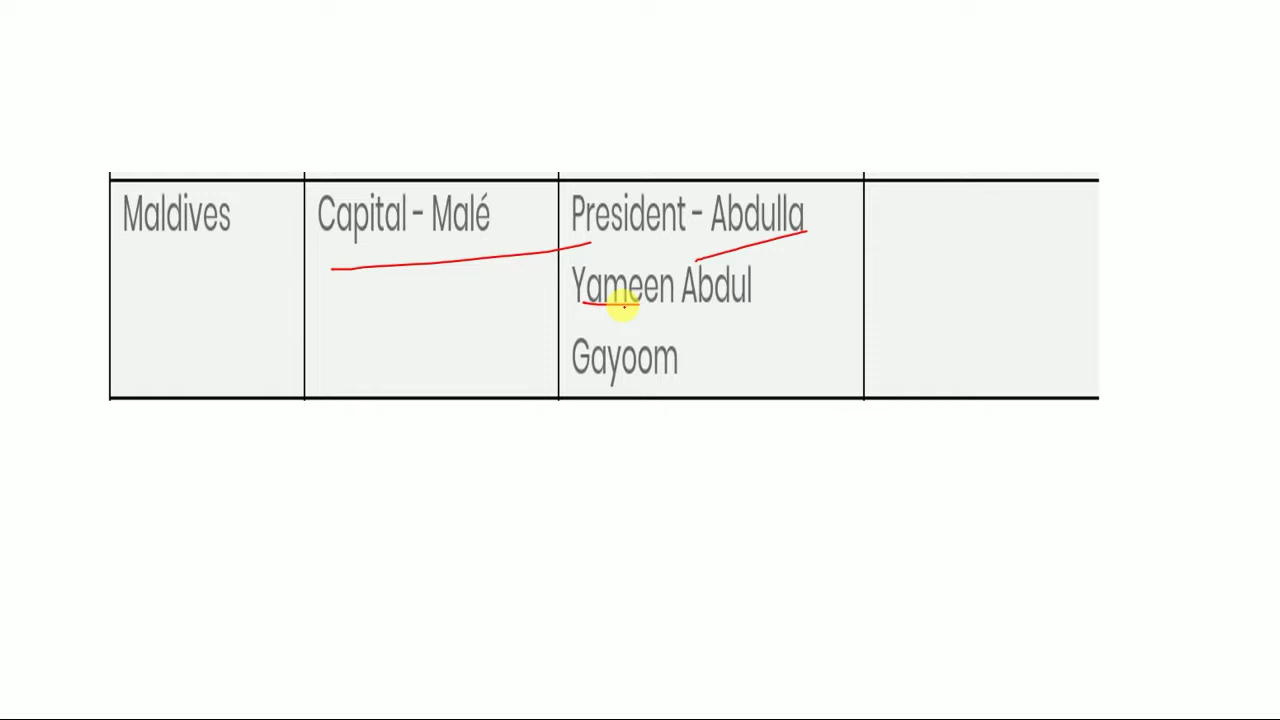 Maldives
Capital - Malé
President - Abdulla
Yameen Abdul
Gayoom